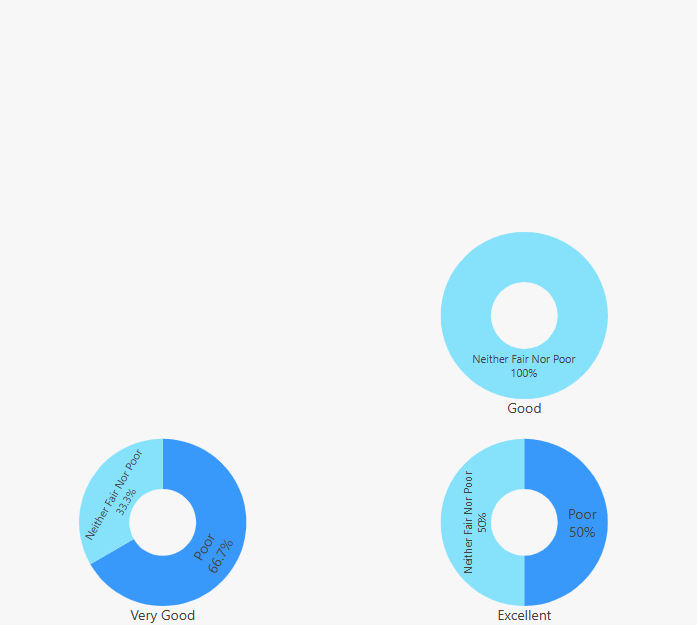 Neither Fair Nor Poor
100%
Good
Neither Fair Nor Poor
33.3%
Poor
66.7%
Very Good
Neither Fair Nor Poor
50%
Poor
50%
Excellent